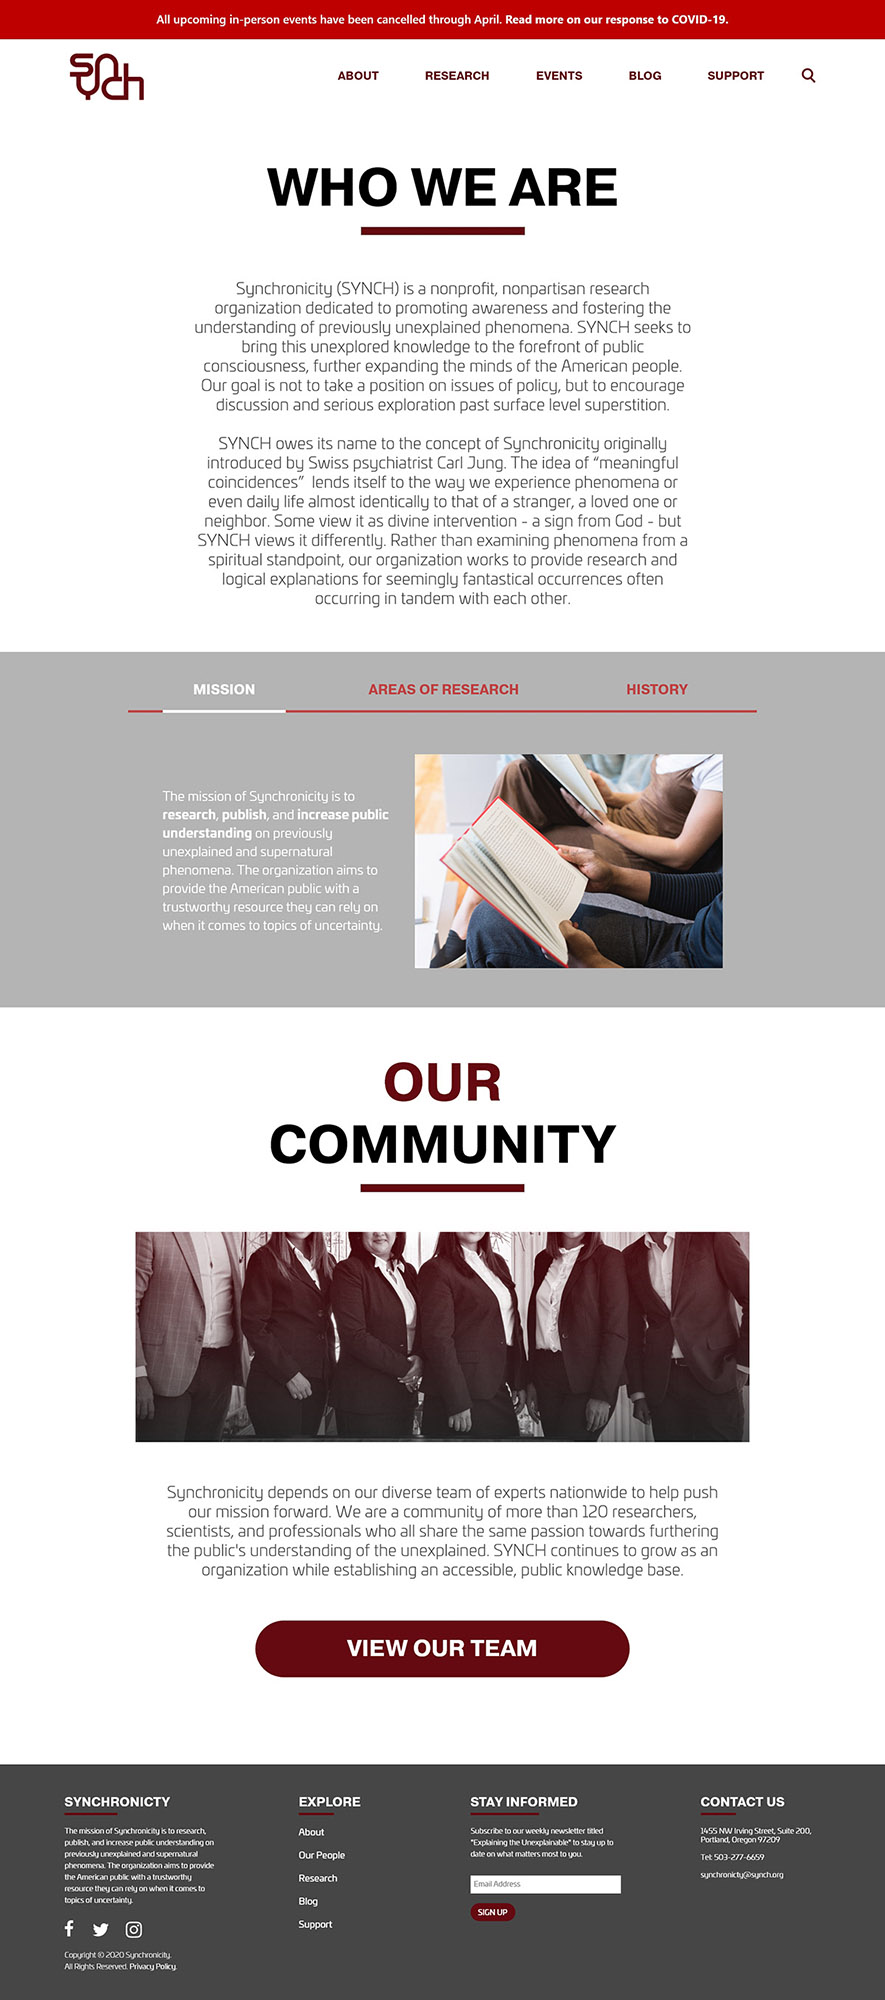 All upcoming in-person events have been cancelled through April. Read more on our response to COVID-19.
synch
ABOUT RESEARCH EVENTS BLOG SUPPORT
WHO WE ARE
Synchronicity (SYNCH) is a nonprofit, nonpartisan research
organization dedicated to promoting awareness and fostering the
understanding of previously unexplained phenomena. SYNCH seeks to
bring this unexplored knowledge to the forefront of public
consciousness, further expanding the minds of the American people.
Our goal is not to take a position on issues of policy, but to encourage
discussion and serious exploration past surface level superstition.
SYNCH owes its name to the concept of Synchronicity originally
introduced by Swiss psychiatrist Carl Jung. The idea of “meaningful
coincidences” lends itself to the way we experience phenomena or
even daily life almost identically to that of a stranger, a loved one or
neighbor. Some view it as divine intervention - a sign from God - but
SYNCH views it differently. Rather than examining phenomena from a
spiritual standpoint, our organization works to provide research and
logical explanations for seemingly fantastical occurrences often
occurring in tandem with each other.
MISSION AREAS OF RESEARCH HISTORY
The mission of Synchronicity is to
research, publish, and increase public
understanding on previously
unexplained and supernatural
phenomena. The organization aims to
provide the American public with a
trustworthy resource they can rely on
when it comes to topics of uncertainty.
OUR
COMMUNITY
Synchronicity depends on our diverse team of experts nationwide to help push
our mission forward. We are a community of more than 120 researchers,
scientists, and professionals who all share the same passion towards furthering
the public's understanding of the unexplained. SYNCH continues to grow as an
organization while establishing an accessible, public knowledge base.
VIEW OUR TEAM
SYNCHRONICTY
The mission of Synchronicity is to research,
publish, and increase public understanding on
previously unexplained and supernatural
phenomena. The organization aims to provide
the American public with a trustworthy
resource they can rely on when it comes to
topics of uncertainty.
Copyright © 2020 Synchronicity.
All Rights Reserved. Privacy Policy.
EXPLORE
About
Our People
Research
Blog
Support
STAY INFORMED
Subscribe to our weekly newsletter titled
"Explaining the Unexplainable" to stay up to
date on what matters most to you.
Email Address
SIGN UP
CONTACT US
1455 NW Irving Street, Suite 200,
Portland, Oregon 97209
Tel: 503-277-6659
synchronicty@synch.org